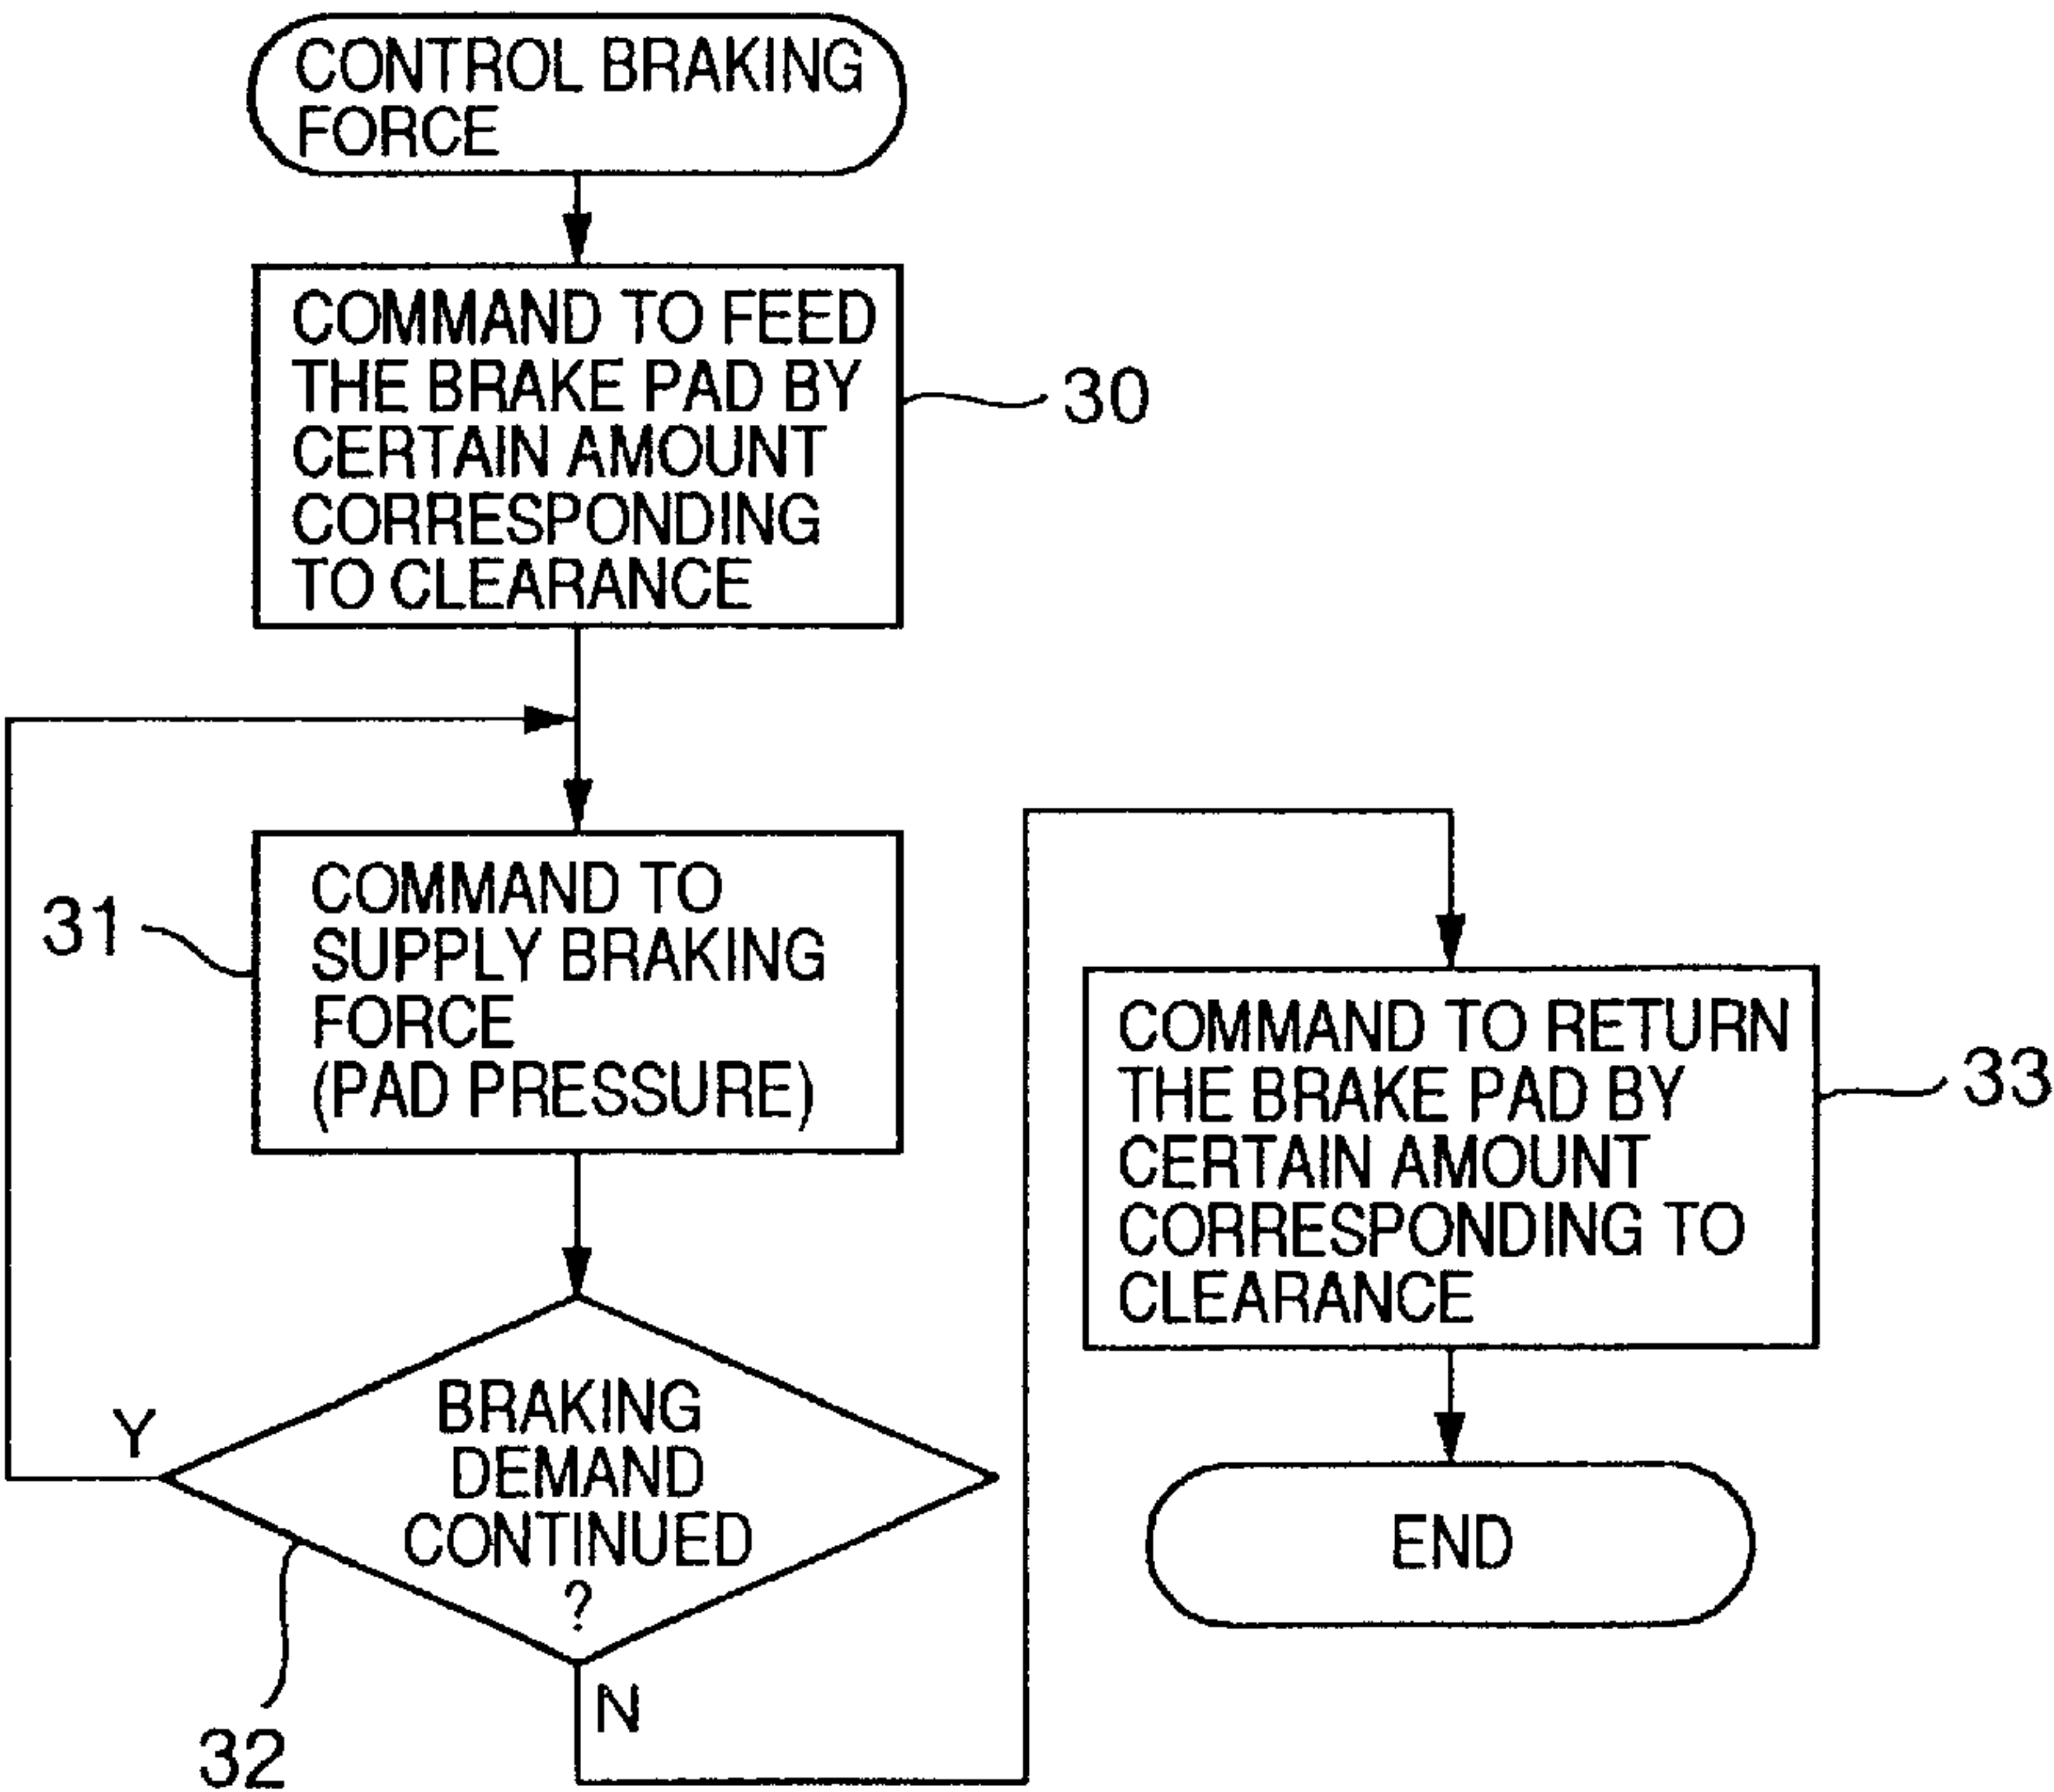 CONTROL BRAKING
FORCE
COMMAND TO FEED
THE BRAKE PAD BY
CERTAIN AMOUNT
CORRESPONDING
TO CLEARANCE
30
31
COMMAND TO
SUPPLY BRAKING
FORCE
(PAD PRESSURE)
BRAKING
DEMAND
CONTINUED
?
Y
N
32
COMMAND TO RETURN
THE BRAKE PAD BY
CERTAIN AMOUNT
CORRESPONDING TO
CLEARANCE
33
END